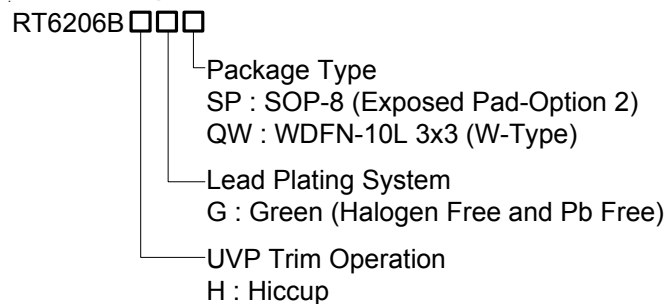 RT6206B□□□
Package Type
SP : SOP-8 (Exposed Pad-Option 2)
QW : WDFN-10L 3x3 (W-Type)
Lead Plating System
G : Green (Halogen Free and Pb Free)
UVP Trim Operation
H : Hiccup